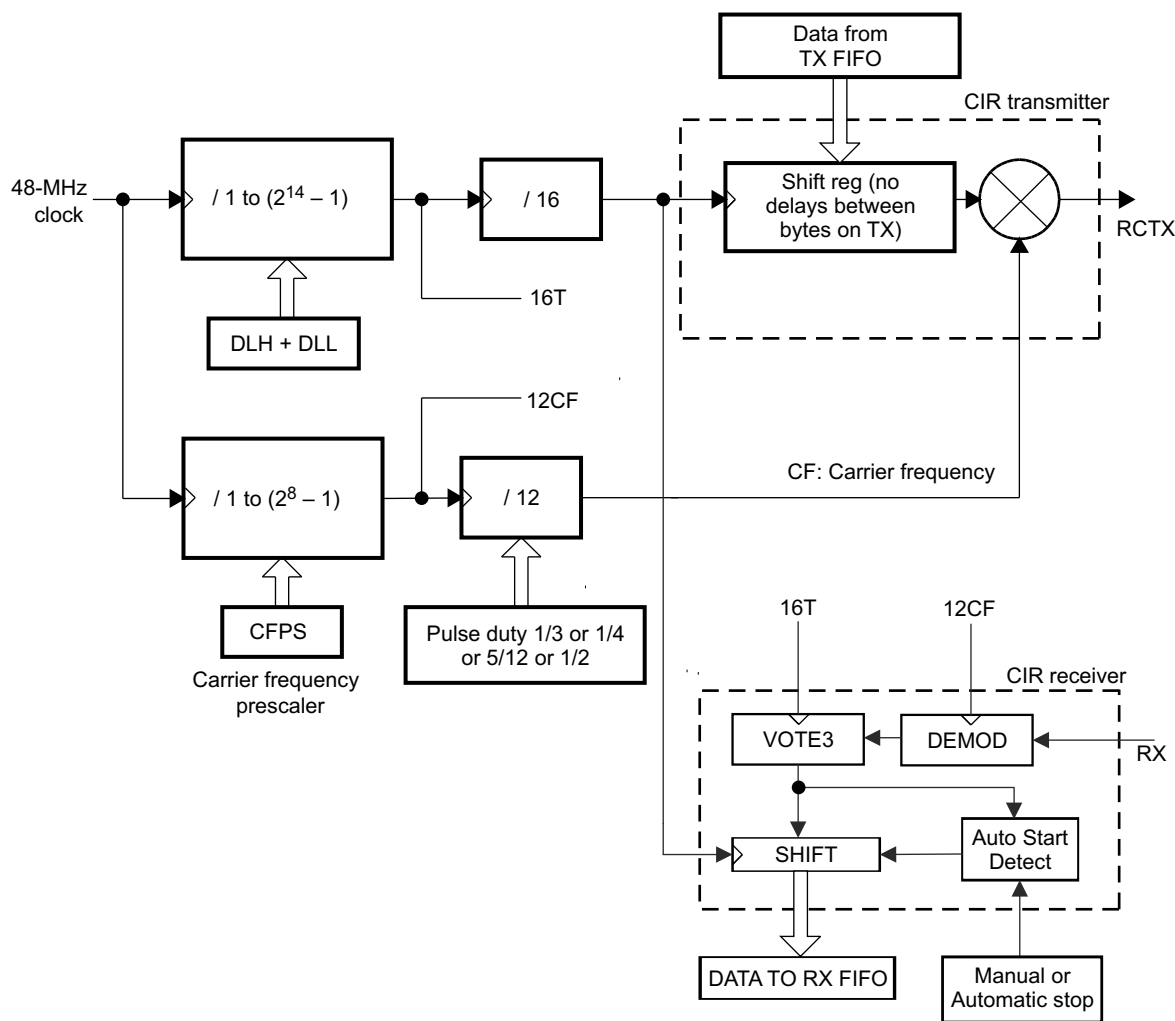 Data from
TX FIFO
CIR transmitter
48-MHz
clock
/ 1 to (2¹⁴ – 1)
/ 16
Shift reg (no
delays between
bytes on TX)
RCTX
16T
DLH + DLL
12CF
/ 1 to (2⁸ – 1)
/ 12
CF: Carrier frequency
CFPS
Carrier frequency
prescaler
Pulse duty 1/3 or 1/4
or 5/12 or 1/2
16T
12CF
CIR receiver
VOTE3
DEMOD
RX
SHIFT
Auto Start
Detect
DATA TO RX FIFO
Manual or
Automatic stop